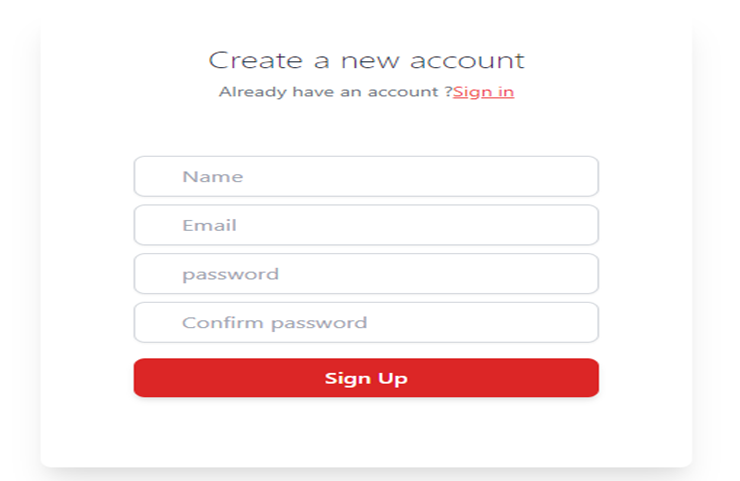 Create a new account
Already have an account ?Sign in
Name
Email
password
Confirm password
Sign Up